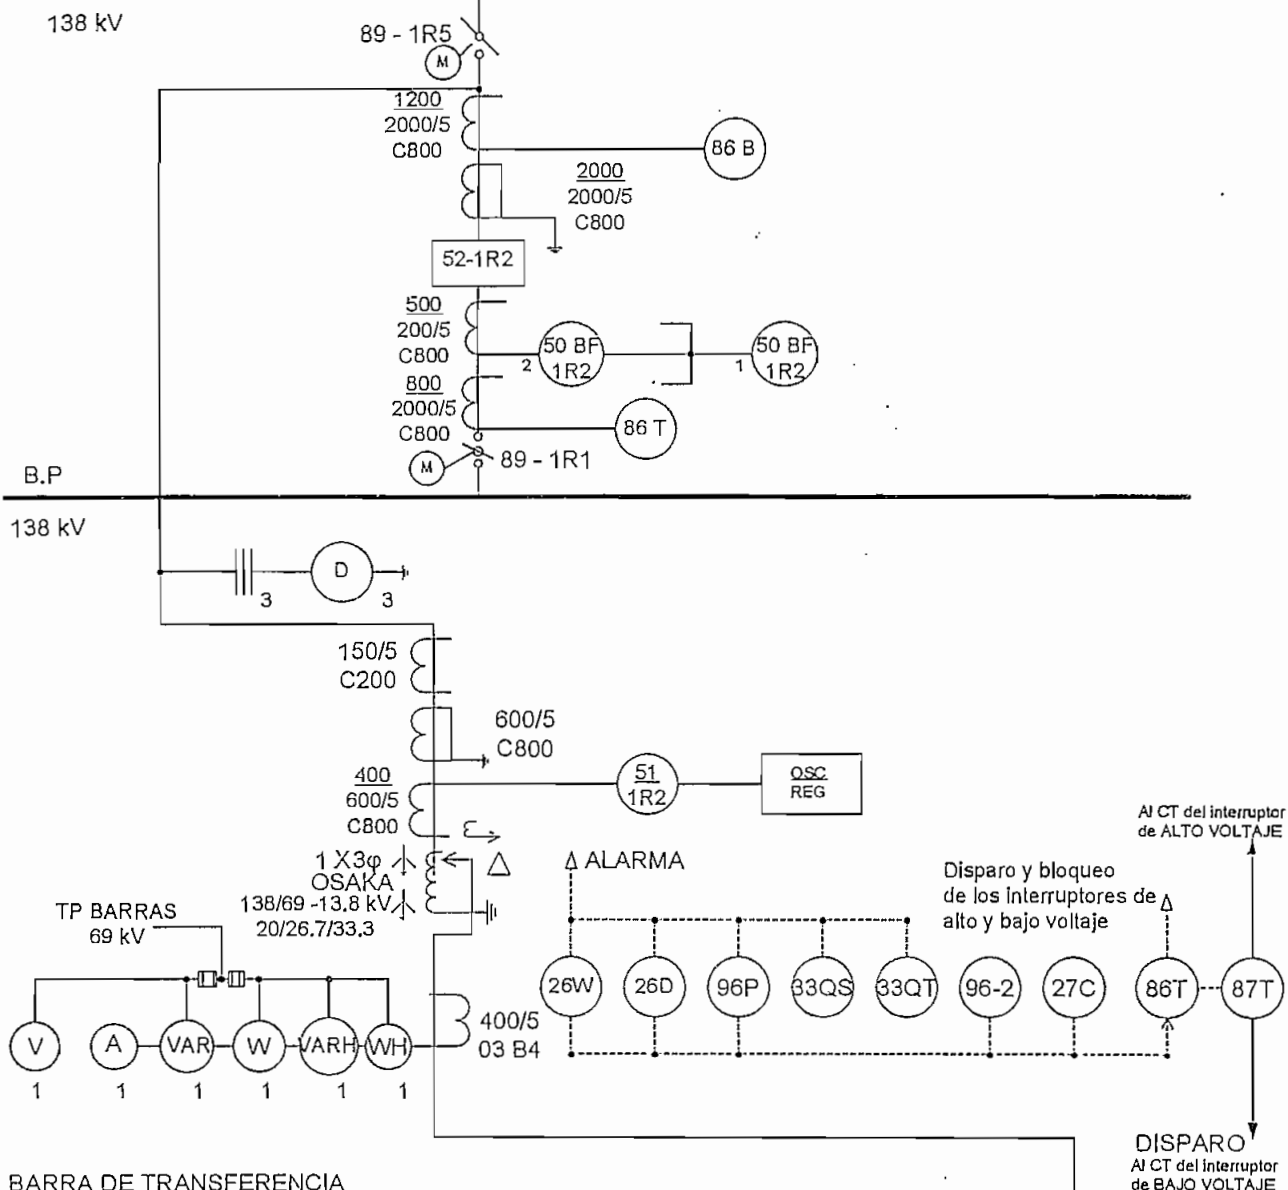 138 kV
89 - 1R5
M
1200
2000/5
C800
86 B
2000
2000/5
C800
52-1R2
500
200/5
C800
2
50 BF
1R2
1
50 BF
1R2
800
2000/5
C800
86 T
M
89 - 1R1
B.P
138 kV
3
D
3
150/5
C200
600/5
C800
400
600/5
C800
51
1R2
OSC
REG
1 X3φ
OSAKA
138/69 -13.8 kV
20/26.7/33.3
Δ
Al CT del interruptor
de ALTO VOLTAJE
ALARMA
Disparo y bloqueo
de los interruptores de
alto y bajo voltaje
TP BARRAS
69 kV
26W
26D
96P
33QS
33QT
96-2
27C
86T
87T
V
A
VAR
W
VARH
WH
400/5
03 B4
1
1
1
1
1
1
DISPARO
Al CT del interruptor
de BAJO VOLTAJE
BARRA DE TRANSFERENCIA